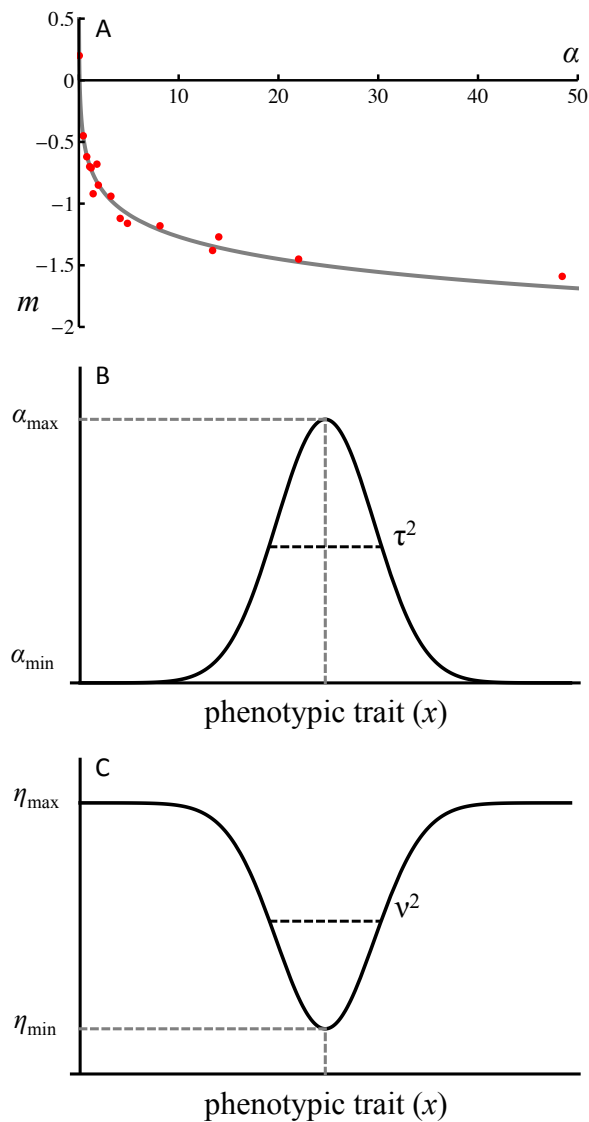 0.5
A
α
0
10
20
30
40
50
−0.5
−1
−1.5
m
−2
B
αmax
τ2
αmin
phenotypic trait (x)
C
ηmax
ν2
ηmin
phenotypic trait (x)